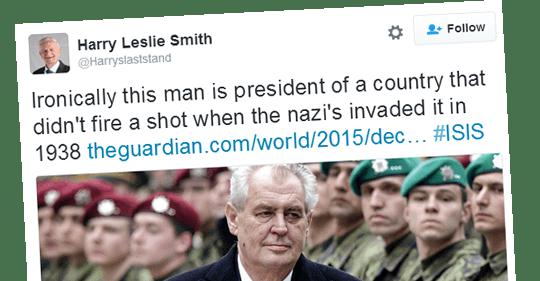 Harry Leslie Smith
@Harryslaststand
Follow
Ironically this man is president of a country that
didn't fire a shot when the nazi's invaded it in
1938 theguardian.com/world/2015/dec… #ISIS